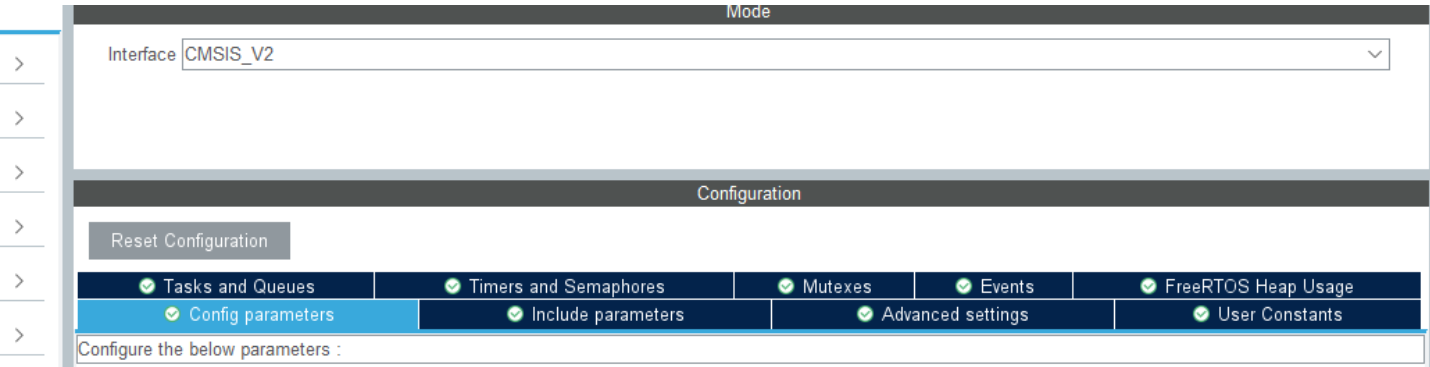 Mode
Interface CMSIS_V2
Configuration
Reset Configuration
Tasks and Queues Timers and Semaphores Mutexes Events FreeRTOS Heap Usage
Config parameters Include parameters Advanced settings User Constants
Configure the below parameters :